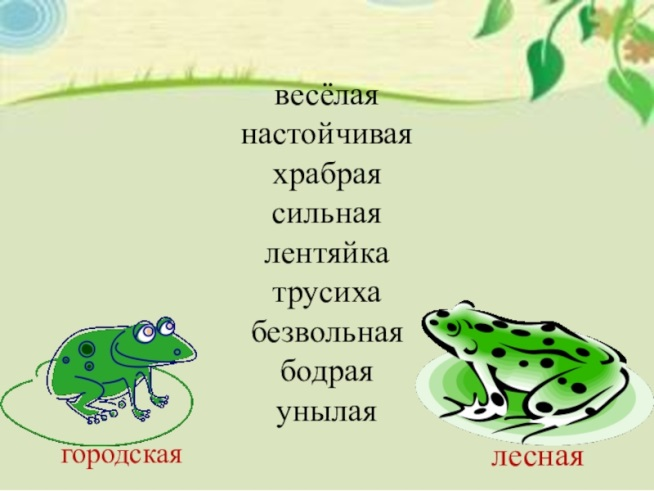 весёлая
настойчивая
храбрая
сильная
лентяйка
трусиха
безвольная
бодрая
унылая
городская
лесная